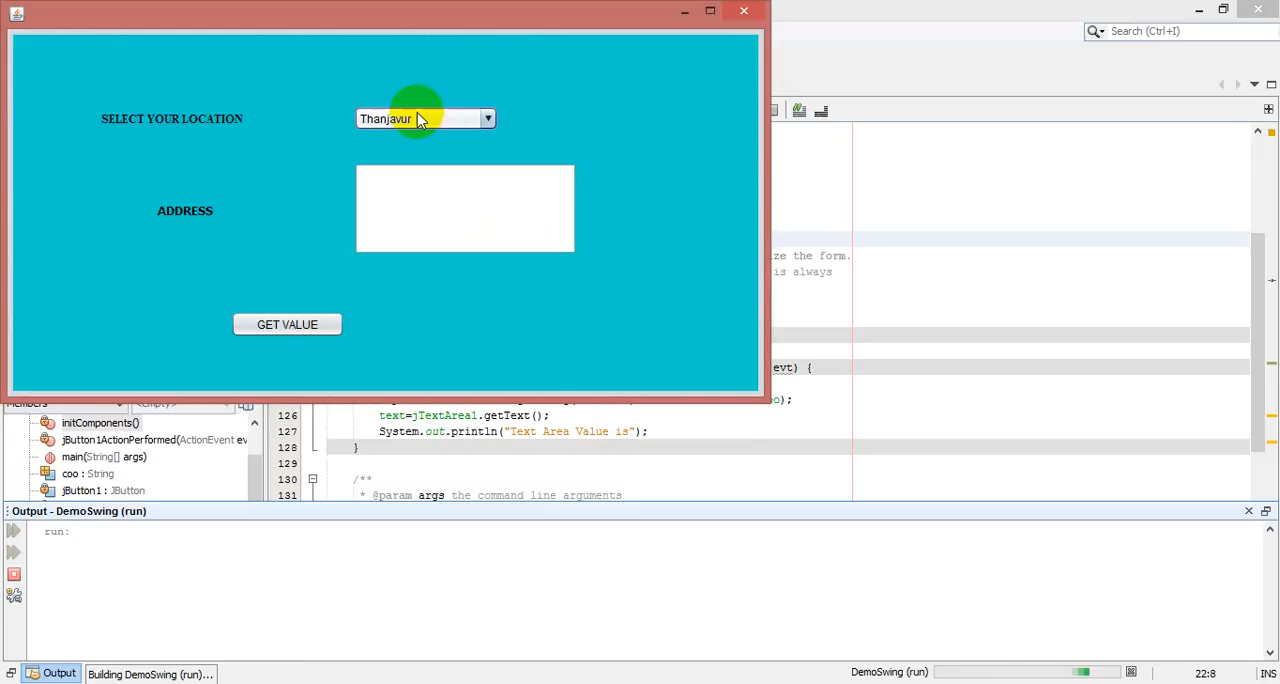 Search (Ctrl+I)
SELECT YOUR LOCATION
Thanjavur
ADDRESS
GET VALUE
ze the form.
is always
evt) {
Members
<empty>
o);
initComponents()
jButton1ActionPerformed(ActionEvent ev
main(String[] args)
coo : String
jButton1 : JButton
126 text=jTextArea1.getText();
127 System.out.println("Text Area Value is");
128 }
129
130 /**
131 * @param args the command line arguments
Output - DemoSwing (run)
run:
Output
Building DemoSwing (run)...
DemoSwing (run)
22:8
INS